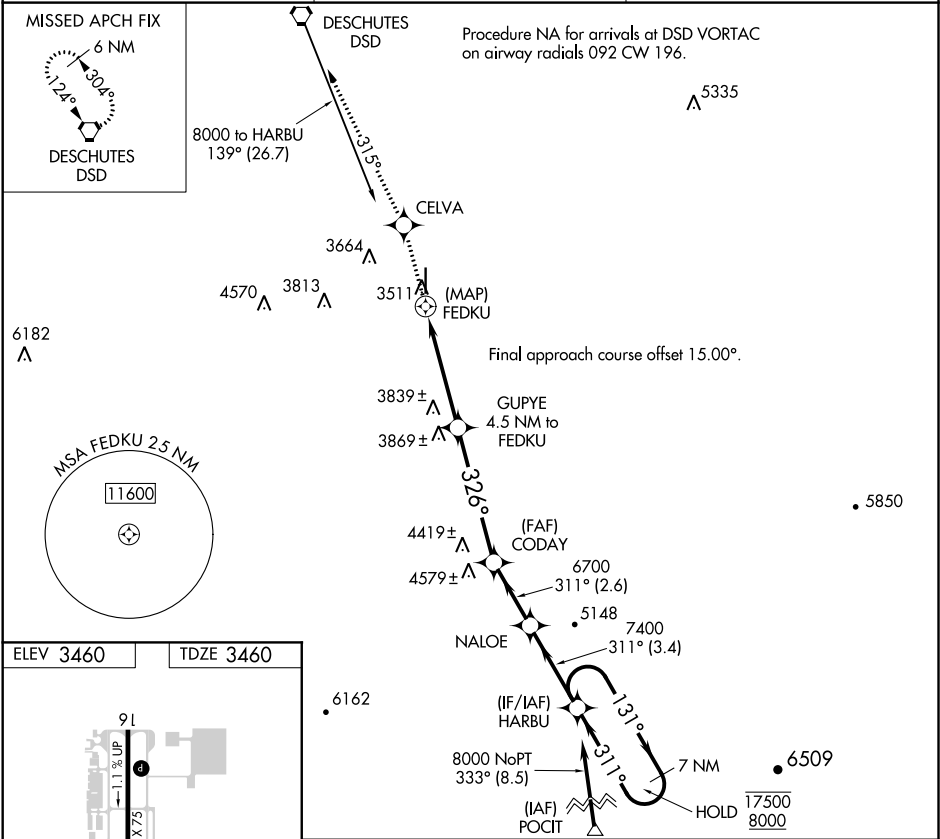 MISSED APCH FIX
6 NM
304°
124°
DESCHUTES
DSD
DESCHUTES
DSD
Procedure NA for arrivals at DSD VORTAC
on airway radials 092 CW 196.
5335
8000 to HARBU
139° (26.7)
315°
CELVA
3664
3813
4570
3511
(MAP)
FEDKU
6182
Final approach course offset 15.00°.
3839±
3869±
GUPYE
4.5 NM to
FEDKU
326°
MSA FEDKU 25 NM
11600
5850
4419±
4579±
(FAF)
CODAY
6700
311° (2.6)
5148
NALOE
7400
311° (3.4)
ELEV 3460
TDZE 3460
6162
(IF/IAF)
HARBU
131°
311°
7 NM
HOLD
17500
8000
6509
8000 NoPT
333° (8.5)
(IAF)
POCIT
16
1.1 % UP
P
X 75